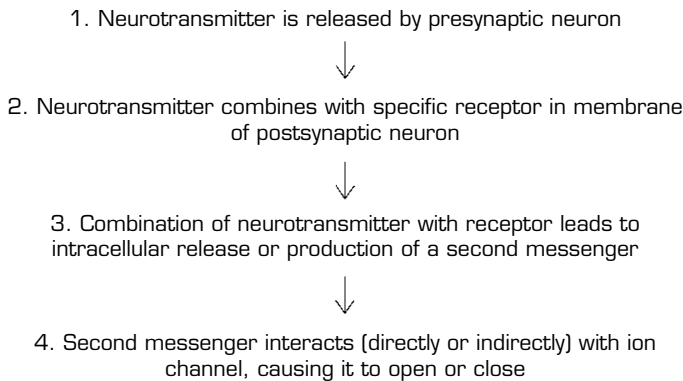 1. Neurotransmitter is released by presynaptic neuron
2. Neurotransmitter combines with specific receptor in membrane
of postsynaptic neuron
3. Combination of neurotransmitter with receptor leads to
intracellular release or production of a second messenger
4. Second messenger interacts (directly or indirectly) with ion
channel, causing it to open or close